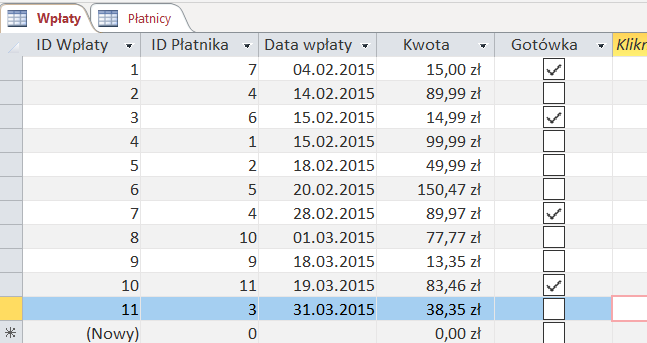 Wpłaty Płatnicy
ID Wpłaty ID Płatnika Data wpłaty Kwota Gotówka Klikr
1 7 04.02.2015 15,00 zł
2 4 14.02.2015 89,99 zł
3 6 15.02.2015 14,99 zł
4 1 15.02.2015 99,99 zł
5 2 18.02.2015 49,99 zł
6 5 20.02.2015 150,47 zł
7 4 28.02.2015 89,97 zł
8 10 01.03.2015 77,77 zł
9 9 18.03.2015 13,35 zł
10 11 19.03.2015 83,46 zł
11 3 31.03.2015 38,35 zł
(Nowy) 0 0,00 zł